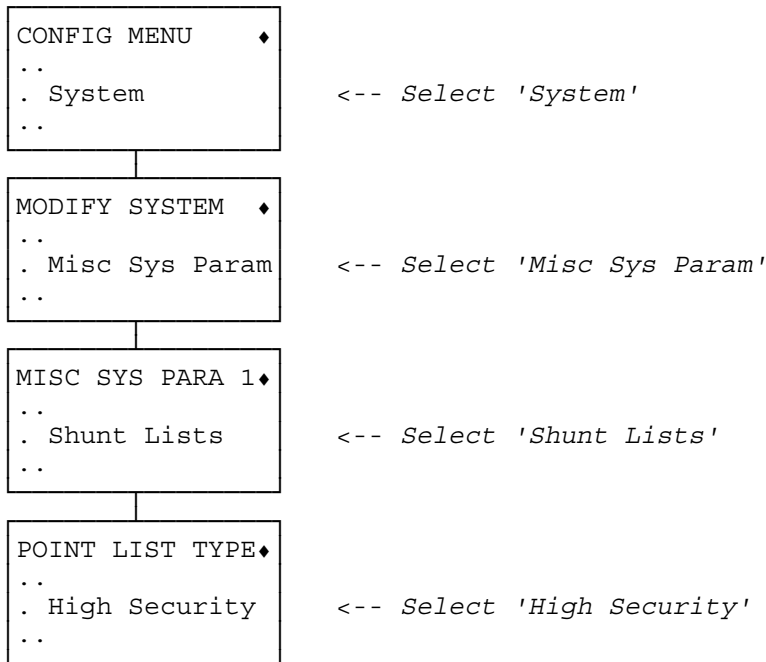 CONFIG MENU ♦
..
. System <-- Select 'System'
..
MODIFY SYSTEM ♦
..
. Misc Sys Param <-- Select 'Misc Sys Param'
..
MISC SYS PARA 1♦
..
. Shunt Lists <-- Select 'Shunt Lists'
..
POINT LIST TYPE♦
..
. High Security <-- Select 'High Security'
..